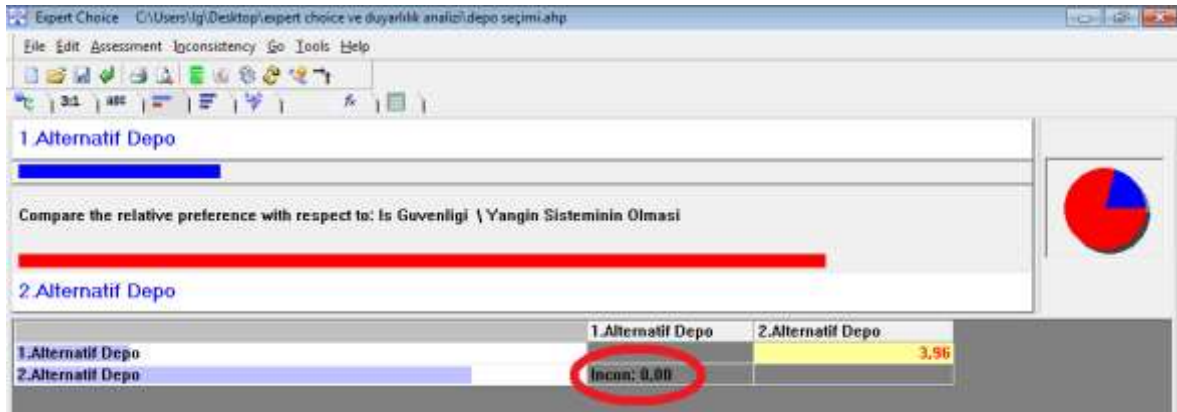 Expert Choice C:\Users\lg\Desktop\expert choice ve duyarlılık analizi\depo seçimi.ahp
File Edit Assessment Inconsistency Go Tools Help
3:1 ABC
1.Alternatif Depo
Compare the relative preference with respect to: Is Guvenligi \ Yangin Sisteminin Olmasi
2.Alternatif Depo
1.Alternatif Depo 2.Alternatif Depo
1.Alternatif Depo 3,96
2.Alternatif Depo Incon: 0,00